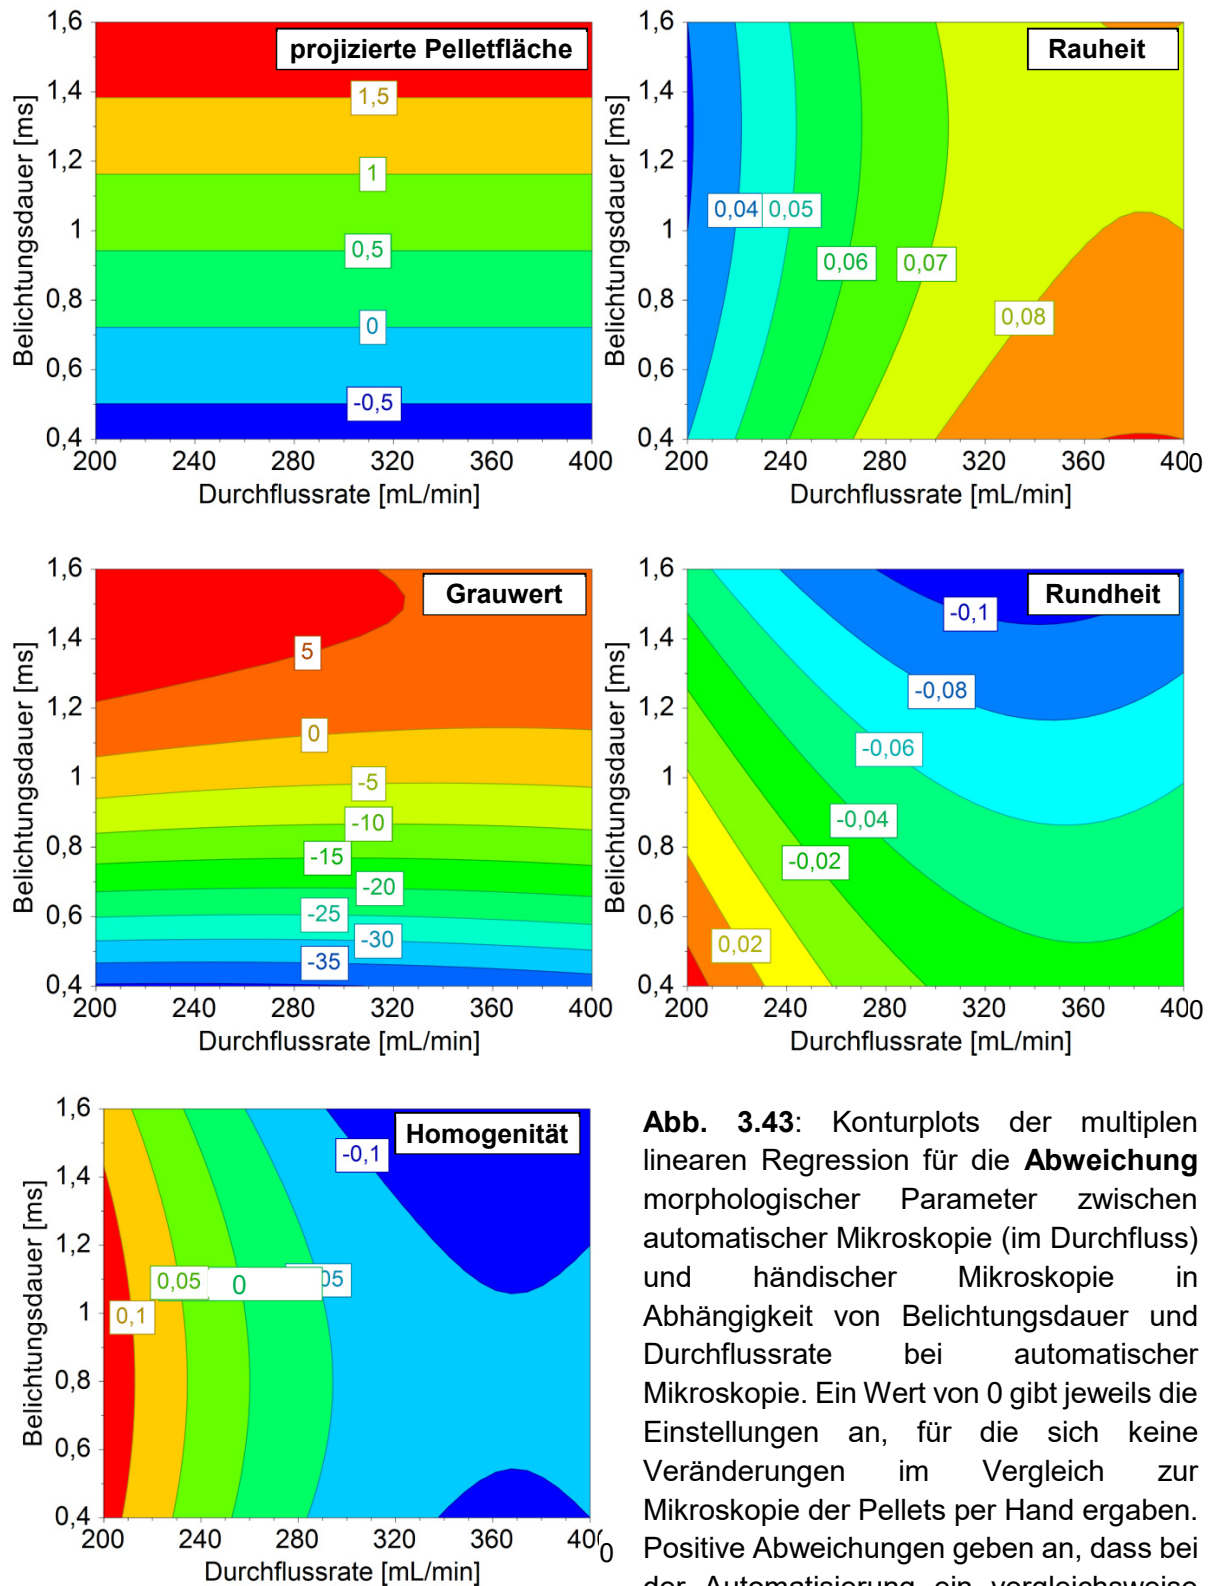 projizierte Pelletfläche
1,6
1,4
1,2
1
0,8
0,6
0,4
Belichtungsdauer [ms]
1,5
1
0,5
0
-0,5
200 240 280 320 360 400
Durchflussrate [mL/min]
Rauheit
1,6
1,4
1,2
1
0,8
0,6
0,4
Belichtungsdauer [ms]
0,04 0,05
0,06 0,07
0,08
200 240 280 320 360 400
Durchflussrate [mL/min]
Grauwert
1,6
1,4
1,2
1
0,8
0,6
0,4
Belichtungsdauer [ms]
5
0
-5
-10
-15
-20
-25
-30
-35
200 240 280 320 360 400
Durchflussrate [mL/min]
Rundheit
1,6
1,4
1,2
1
0,8
0,6
0,4
Belichtungsdauer [ms]
-0,1
-0,08
-0,06
-0,04
-0,02
0,02
200 240 280 320 360 400
Durchflussrate [mL/min]
Homogenität
1,6
1,4
1,2
1
0,8
0,6
0,4
Belichtungsdauer [ms]
-0,1
0,05 0 05
0,1
200 240 280 320 360 400
Durchflussrate [mL/min]
Abb. 3.43: Konturplots der multiplen
linearen Regression für die Abweichung
morphologischer Parameter zwischen
automatischer Mikroskopie (im Durchfluss)
und händischer Mikroskopie in
Abhängigkeit von Belichtungsdauer und
Durchflussrate bei automatischer
Mikroskopie. Ein Wert von 0 gibt jeweils die
Einstellungen an, für die sich keine
Veränderungen im Vergleich zur
Mikroskopie der Pellets per Hand ergaben.
Positive Abweichungen geben an, dass bei
der Automatisierung ein vergleichsweise